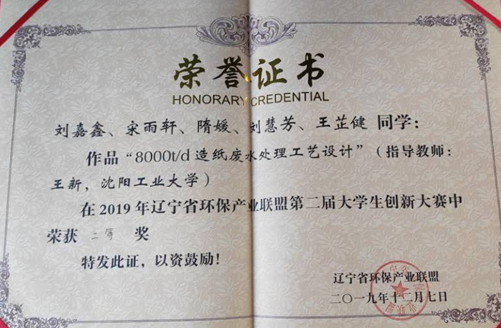 荣誉证书
HONORARY CREDENTIAL
刘嘉鑫、宋雨轩、隋媛、刘慧芳、王芷健 同学：
作品“8000t/d 造纸废水处理工艺设计”（指导教师：
王新，沈阳工业大学）
在 2019 年辽宁省环保产业联盟第二届大学生创新大赛中
荣获 二等 奖
特发此证，以资鼓励！
辽宁省环保产业联盟
二〇一九年十二月七日